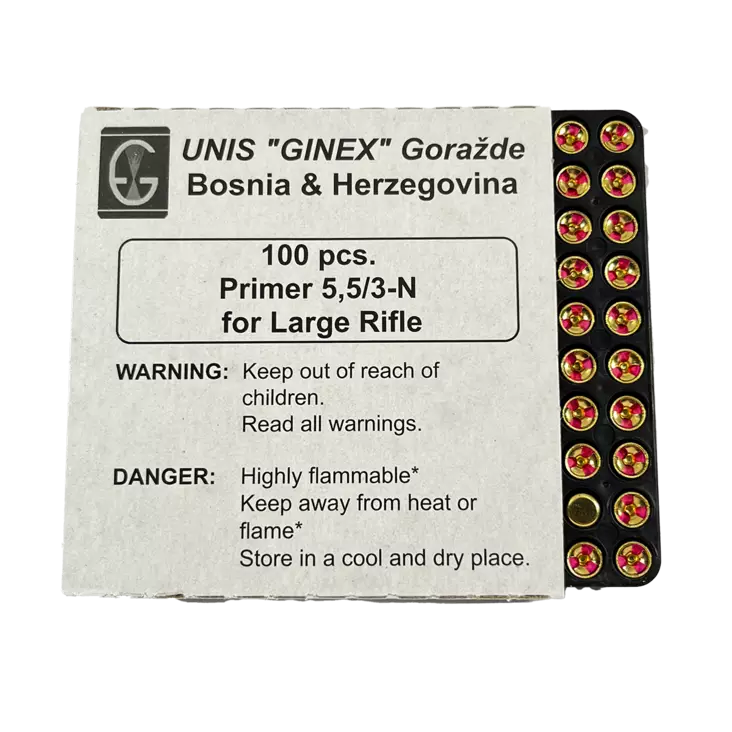 UNIS "GINEX" Goražde
Bosnia & Herzegovina
100 pcs.
Primer 5,5/3-N
for Large Rifle
WARNING: Keep out of reach of
children.
Read all warnings.
DANGER: Highly flammable*
Keep away from heat or
flame*
Store in a cool and dry place.